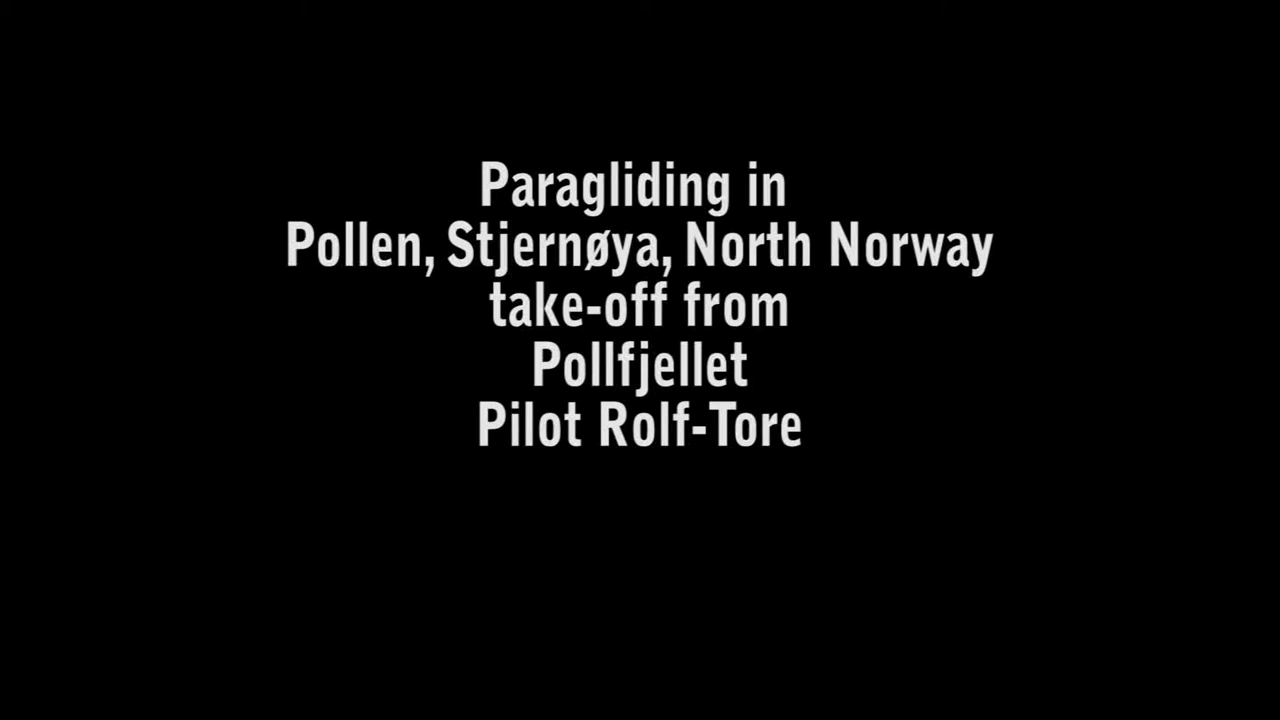 Paragliding in
Pollen, Stjernøya, North Norway
take-off from
Pollfjellet
Pilot Rolf-Tore